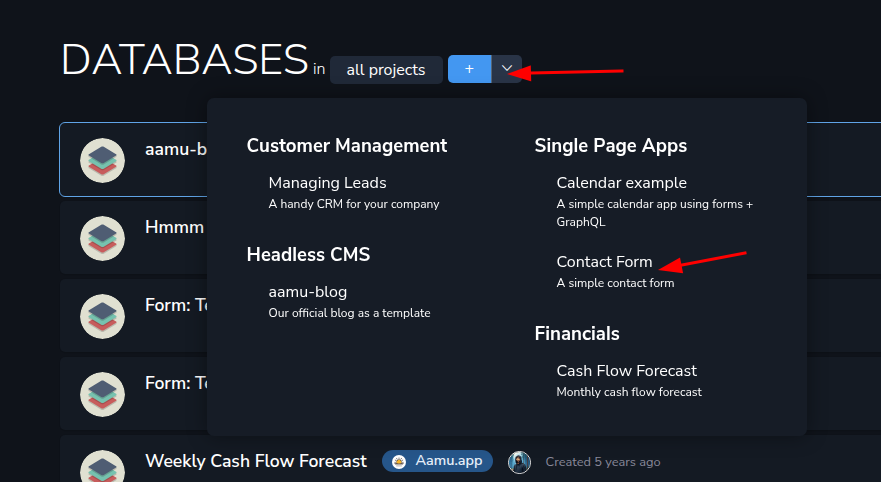 DATABASES in all projects +
Customer Management
Managing Leads
A handy CRM for your company
Headless CMS
aamu-blog
Our official blog as a template
Single Page Apps
Calendar example
A simple calendar app using forms +
GraphQL
Contact Form
A simple contact form
Financials
Cash Flow Forecast
Monthly cash flow forecast
aamu-b
Hmmm
Form: T
Form: T
Weekly Cash Flow Forecast Aamu.app Created 5 years ago